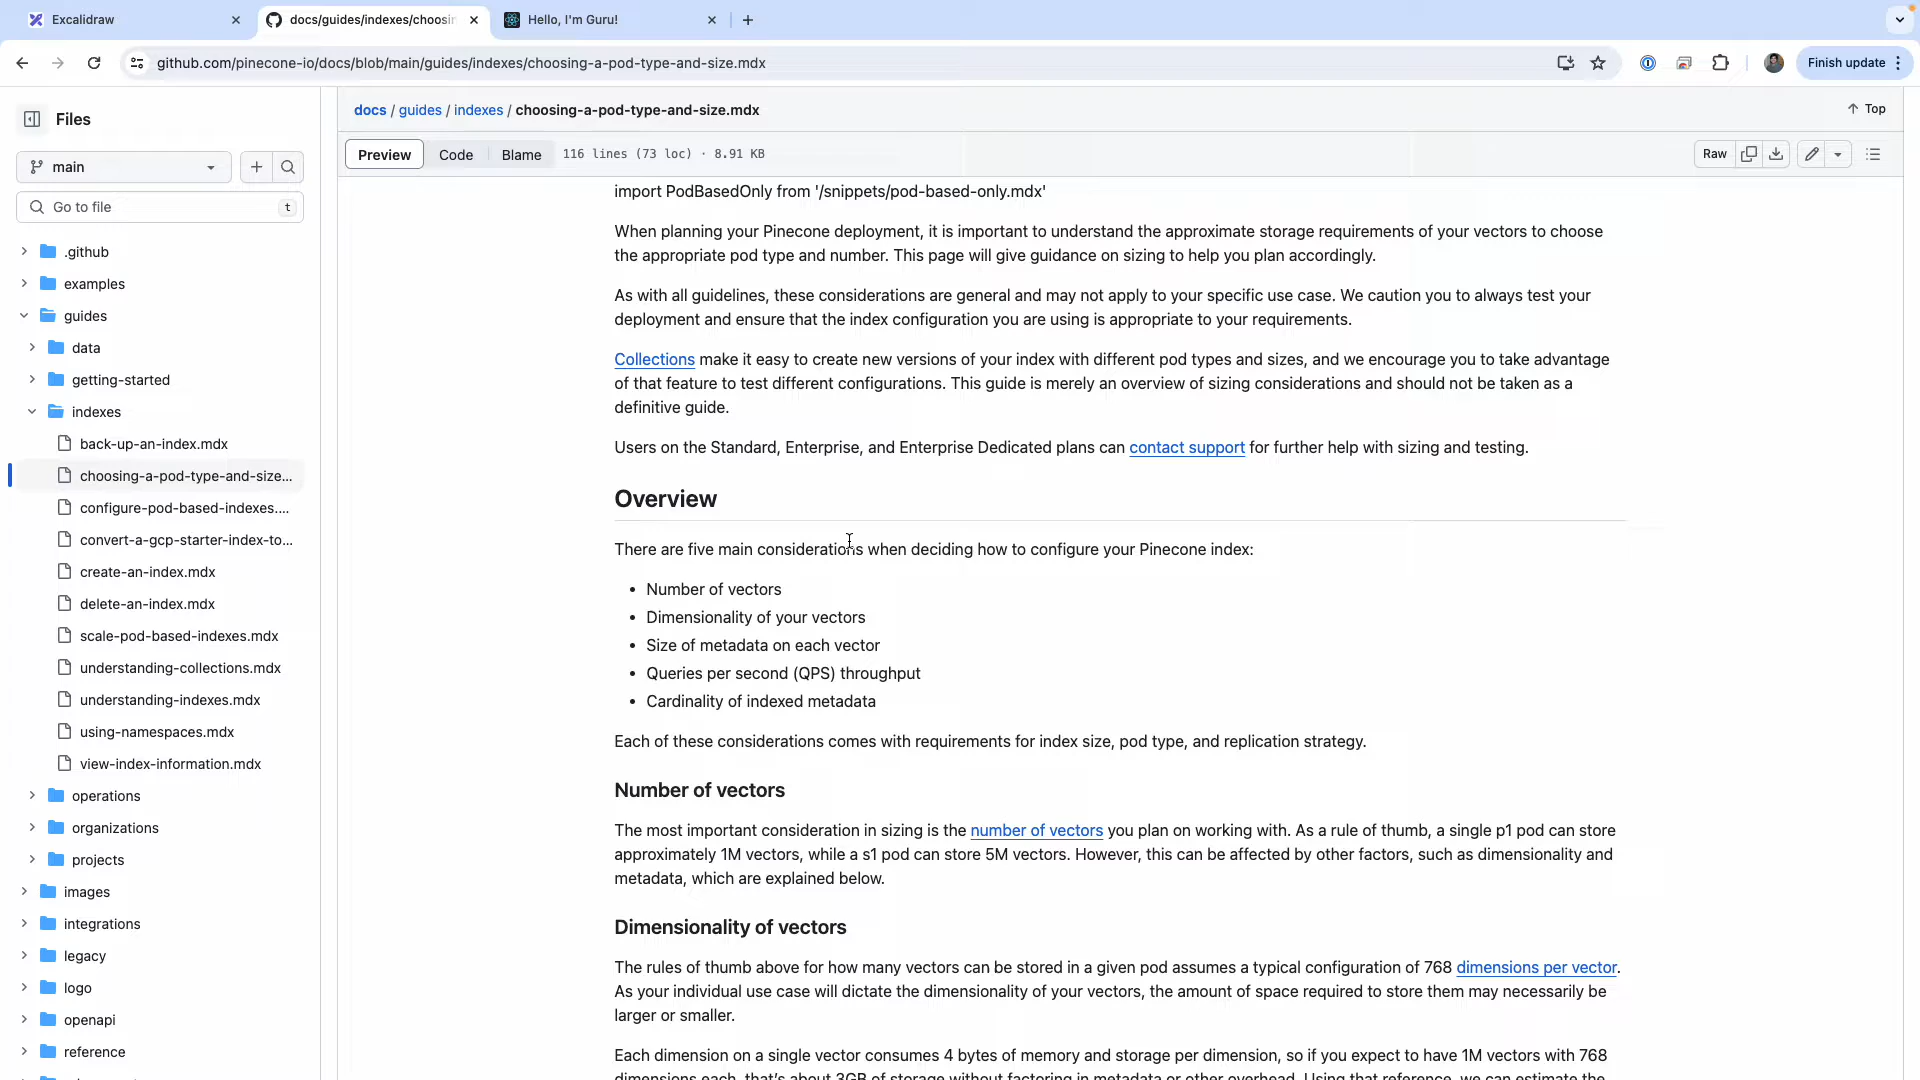 Excalidraw
docs/guides/indexes/choosin
Hello, I'm Guru!
github.com/pinecone-io/docs/blob/main/guides/indexes/choosing-a-pod-type-and-size.mdx
Finish update
Files
main
Go to file
t
.github
examples
guides
data
getting-started
indexes
back-up-an-index.mdx
choosing-a-pod-type-and-size...
configure-pod-based-indexes....
convert-a-gcp-starter-index-to...
create-an-index.mdx
delete-an-index.mdx
scale-pod-based-indexes.mdx
understanding-collections.mdx
understanding-indexes.mdx
using-namespaces.mdx
view-index-information.mdx
operations
organizations
projects
images
integrations
legacy
logo
openapi
reference
docs / guides / indexes / choosing-a-pod-type-and-size.mdx
Top
Preview
Code
Blame
116 lines (73 loc) · 8.91 KB
Raw
import PodBasedOnly from '/snippets/pod-based-only.mdx'
When planning your Pinecone deployment, it is important to understand the approximate storage requirements of your vectors to choose
the appropriate pod type and number. This page will give guidance on sizing to help you plan accordingly.
As with all guidelines, these considerations are general and may not apply to your specific use case. We caution you to always test your
deployment and ensure that the index configuration you are using is appropriate to your requirements.
Collections make it easy to create new versions of your index with different pod types and sizes, and we encourage you to take advantage
of that feature to test different configurations. This guide is merely an overview of sizing considerations and should not be taken as a
definitive guide.
Users on the Standard, Enterprise, and Enterprise Dedicated plans can contact support for further help with sizing and testing.
Overview
There are five main considerations when deciding how to configure your Pinecone index:
• Number of vectors
• Dimensionality of your vectors
• Size of metadata on each vector
• Queries per second (QPS) throughput
• Cardinality of indexed metadata
Each of these considerations comes with requirements for index size, pod type, and replication strategy.
Number of vectors
The most important consideration in sizing is the number of vectors you plan on working with. As a rule of thumb, a single p1 pod can store
approximately 1M vectors, while a s1 pod can store 5M vectors. However, this can be affected by other factors, such as dimensionality and
metadata, which are explained below.
Dimensionality of vectors
The rules of thumb above for how many vectors can be stored in a given pod assumes a typical configuration of 768 dimensions per vector.
As your individual use case will dictate the dimensionality of your vectors, the amount of space required to store them may necessarily be
larger or smaller.
Each dimension on a single vector consumes 4 bytes of memory and storage per dimension, so if you expect to have 1M vectors with 768
dimensions each, that's about 3GB of storage without factoring in metadata or other overhead. Using that reference, we can estimate the